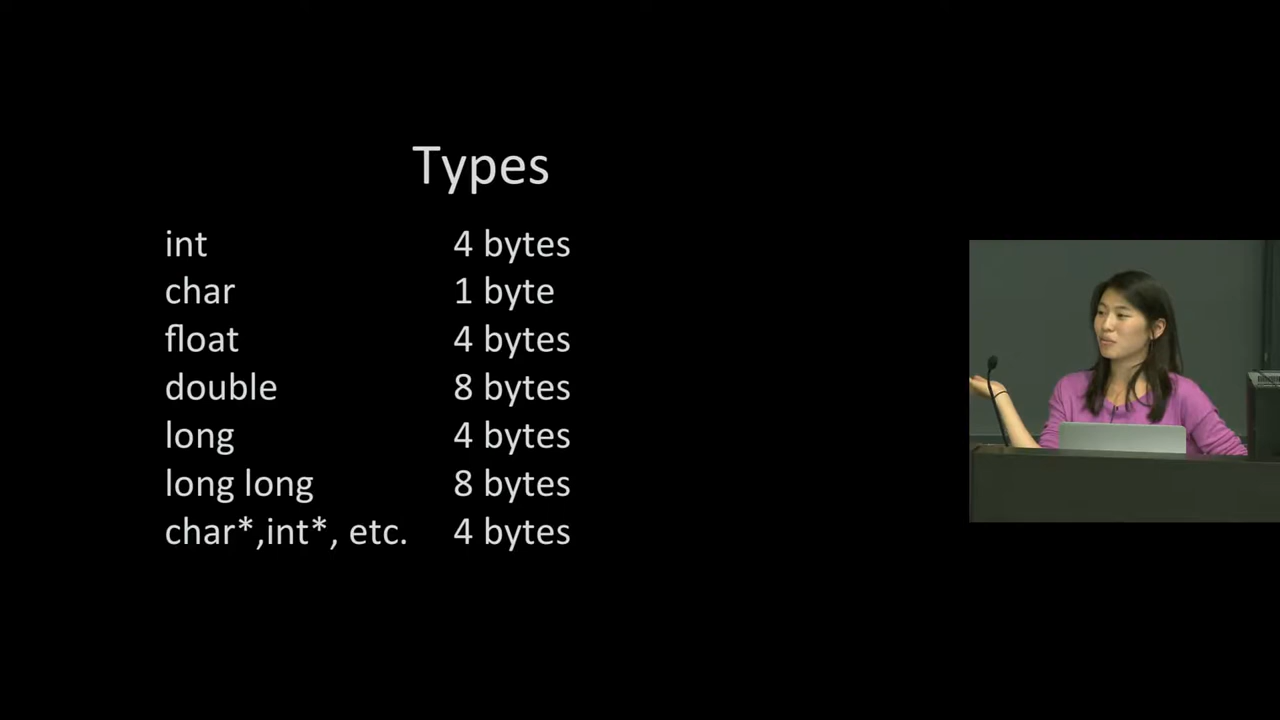 Types
int 4 bytes
char 1 byte
float 4 bytes
double 8 bytes
long 4 bytes
long long 8 bytes
char*,int*, etc. 4 bytes